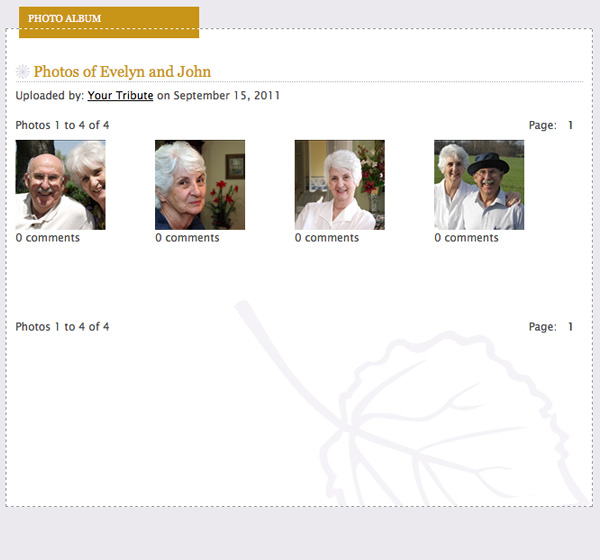 PHOTO ALBUM
Photos of Evelyn and John
Uploaded by: Your Tribute on September 15, 2011
Photos 1 to 4 of 4 Page: 1
0 comments 0 comments 0 comments 0 comments
Photos 1 to 4 of 4 Page: 1